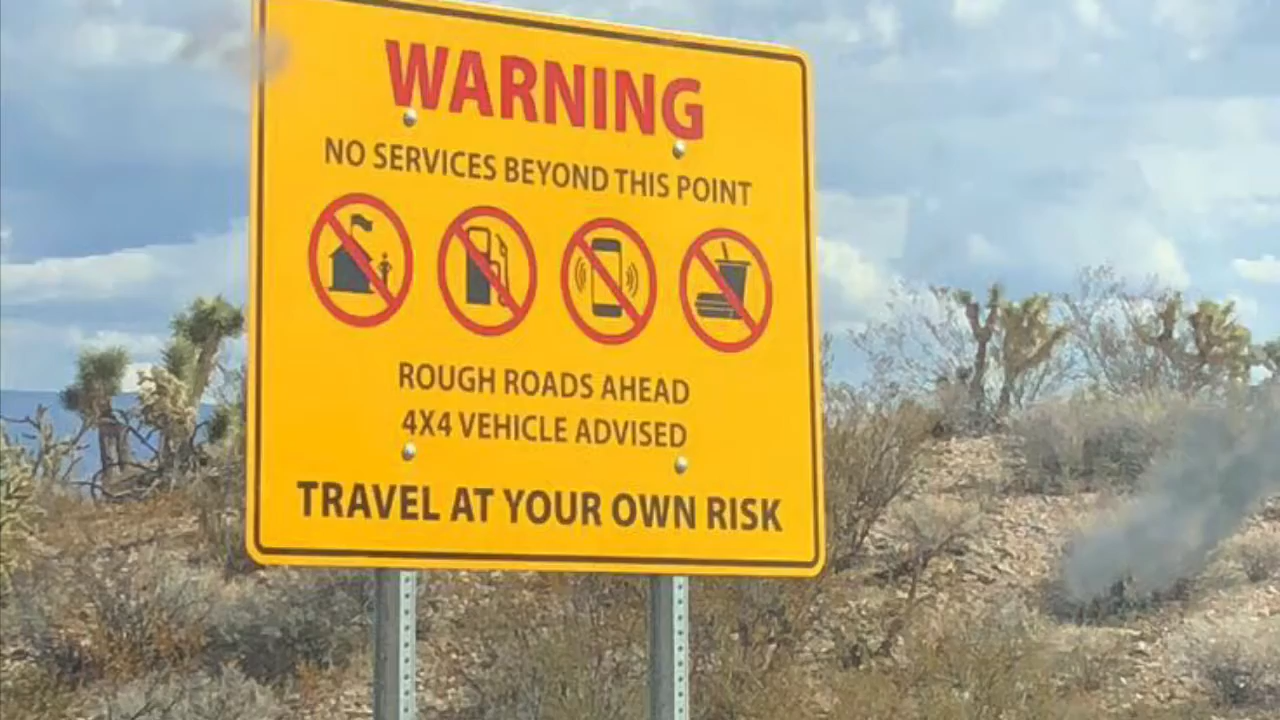 WARNING
NO SERVICES BEYOND THIS POINT
ROUGH ROADS AHEAD
4X4 VEHICLE ADVISED
TRAVEL AT YOUR OWN RISK